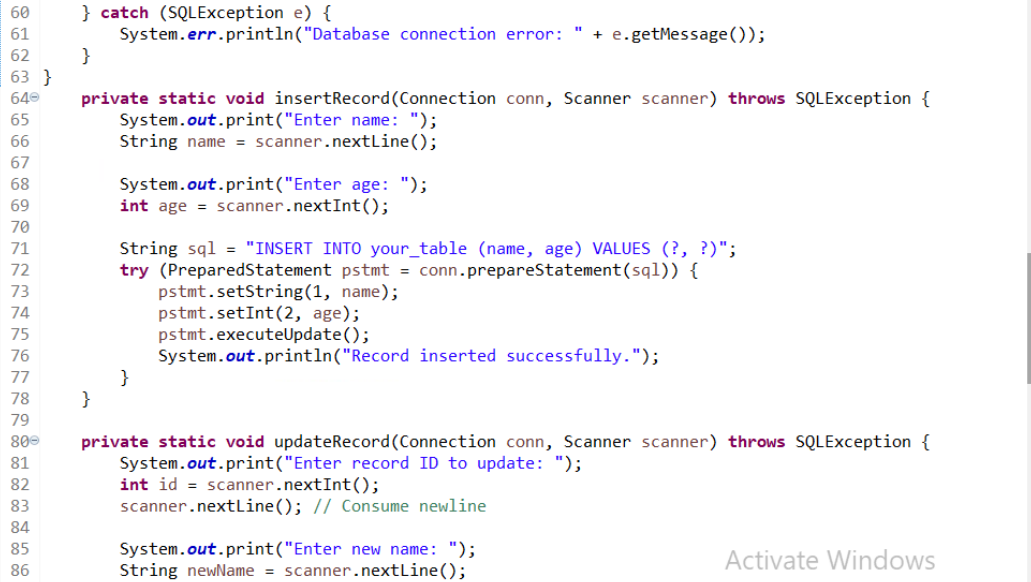 60 } catch (SQLException e) {
61 System.err.println("Database connection error: " + e.getMessage());
62 }
63 }
64 private static void insertRecord(Connection conn, Scanner scanner) throws SQLException {
65 System.out.print("Enter name: ");
66 String name = scanner.nextLine();
67
68 System.out.print("Enter age: ");
69 int age = scanner.nextInt();
70
71 String sql = "INSERT INTO your_table (name, age) VALUES (?, ?)";
72 try (PreparedStatement pstmt = conn.prepareStatement(sql)) {
73 pstmt.setString(1, name);
74 pstmt.setInt(2, age);
75 pstmt.executeUpdate();
76 System.out.println("Record inserted successfully.");
77 }
78 }
79
80 private static void updateRecord(Connection conn, Scanner scanner) throws SQLException {
81 System.out.print("Enter record ID to update: ");
82 int id = scanner.nextInt();
83 scanner.nextLine(); // Consume newline
84
85 System.out.print("Enter new name: ");
86 String newName = scanner.nextLine();
Activate Windows